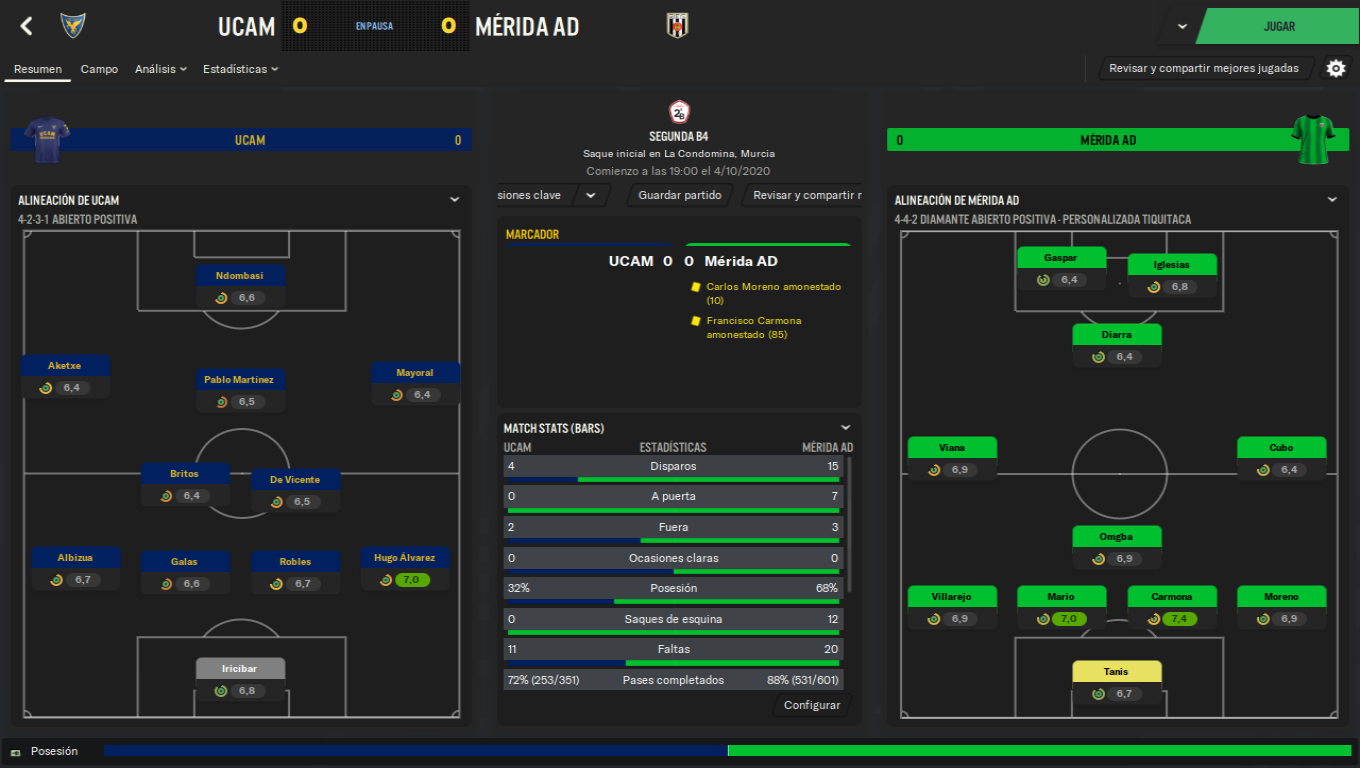 UCAM
0
EN PAUSA
0
MÉRIDA AD
JUGAR
Resumen
Campo
Análisis
Estadísticas
Revisar y compartir mejores jugadas
UCAM
0
SEGUNDA B4
Saque inicial en La Condomina, Murcia
Comienzo a las 19:00 el 4/10/2020
siones clave
Guardar partido
Revisar y compartir r
0
MÉRIDA AD
ALINEACIÓN DE UCAM
4-2-3-1 ABIERTO POSITIVA
Ndombasi
6,6
Aketxe
6,4
Pablo Martínez
6,5
Mayoral
6,4
Britos
6,4
De Vicente
6,5
Albizua
6,7
Galas
6,6
Robles
6,7
Hugo Álvarez
7,0
Iricibar
6,8
MARCADOR
UCAM 0 0 Mérida AD
Carlos Moreno amonestado
(10)
Francisco Carmona
amonestado (85)
MATCH STATS (BARS)
UCAM ESTADÍSTICAS MÉRIDA AD
4 Disparos 15
0 A puerta 7
2 Fuera 3
0 Ocasiones claras 0
32% Posesión 68%
0 Saques de esquina 12
11 Faltas 20
72% (253/351) Pases completados 88% (531/601)
Configurar
ALINEACIÓN DE MÉRIDA AD
4-4-2 DIAMANTE ABIERTO POSITIVA - PERSONALIZADA TIQUITACA
Gaspar
6,4
Iglesias
6,8
Diarra
6,4
Viana
6,9
Cubo
6,4
Omgba
6,9
Villarejo
6,9
Mario
7,0
Carmona
7,4
Moreno
6,9
Tanis
6,7
Posesión